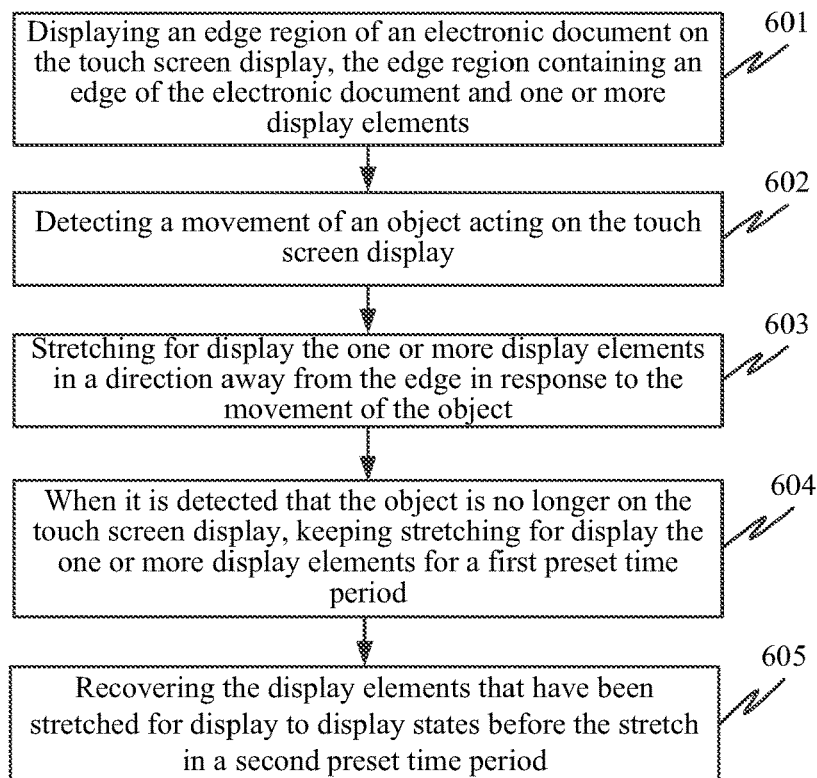 Displaying an edge region of an electronic document on
the touch screen display, the edge region containing an
edge of the electronic document and one or more
display elements
601
Detecting a movement of an object acting on the touch
screen display
602
Stretching for display the one or more display elements
in a direction away from the edge in response to the
movement of the object
603
When it is detected that the object is no longer on the
touch screen display, keeping stretching for display the
one or more display elements for a first preset time
period
604
Recovering the display elements that have been
stretched for display to display states before the stretch
in a second preset time period
605